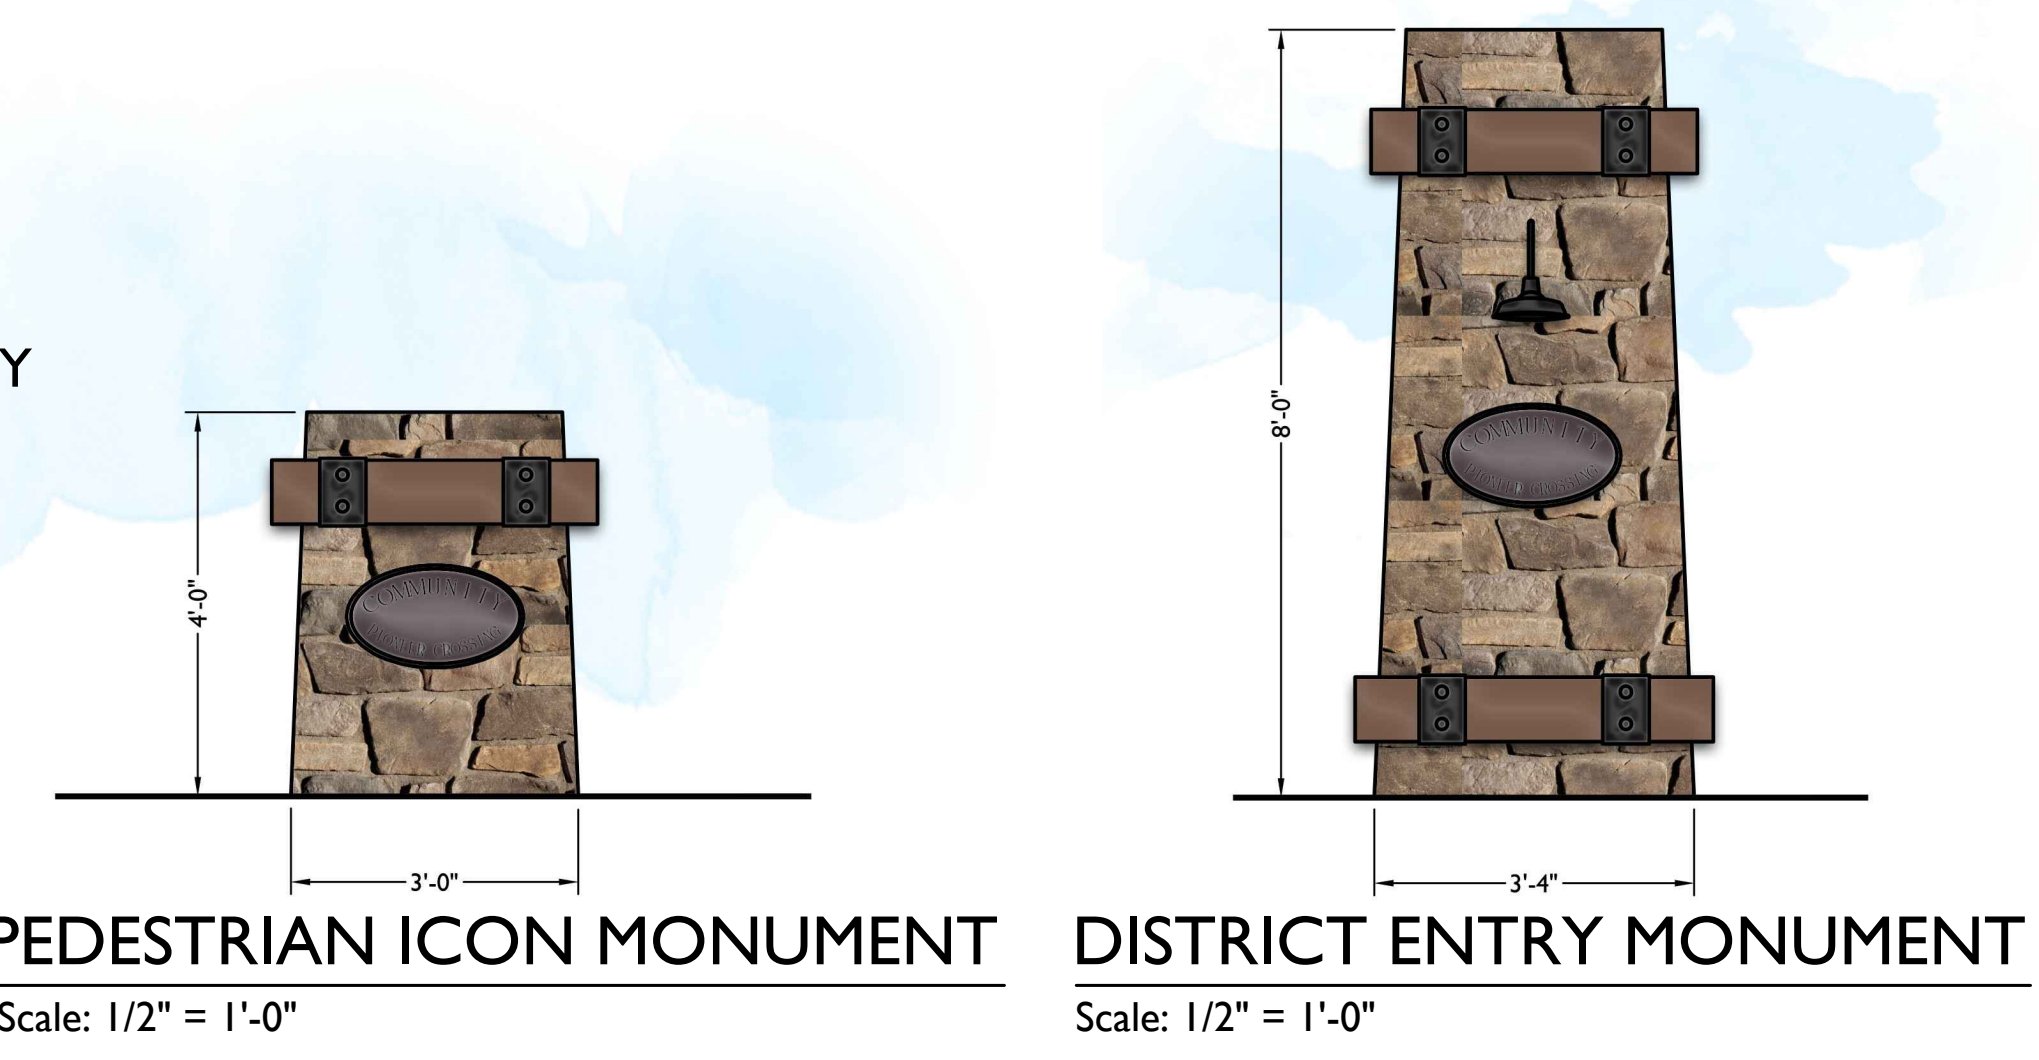 Y
4'-0"
3'-0"
COMMUNITY
PIONEER CROSSING
PEDESTRIAN ICON MONUMENT
Scale: 1/2" = 1'-0"
8'-0"
3'-4"
COMMUNITY
PIONEER CROSSING
DISTRICT ENTRY MONUMENT
Scale: 1/2" = 1'-0"